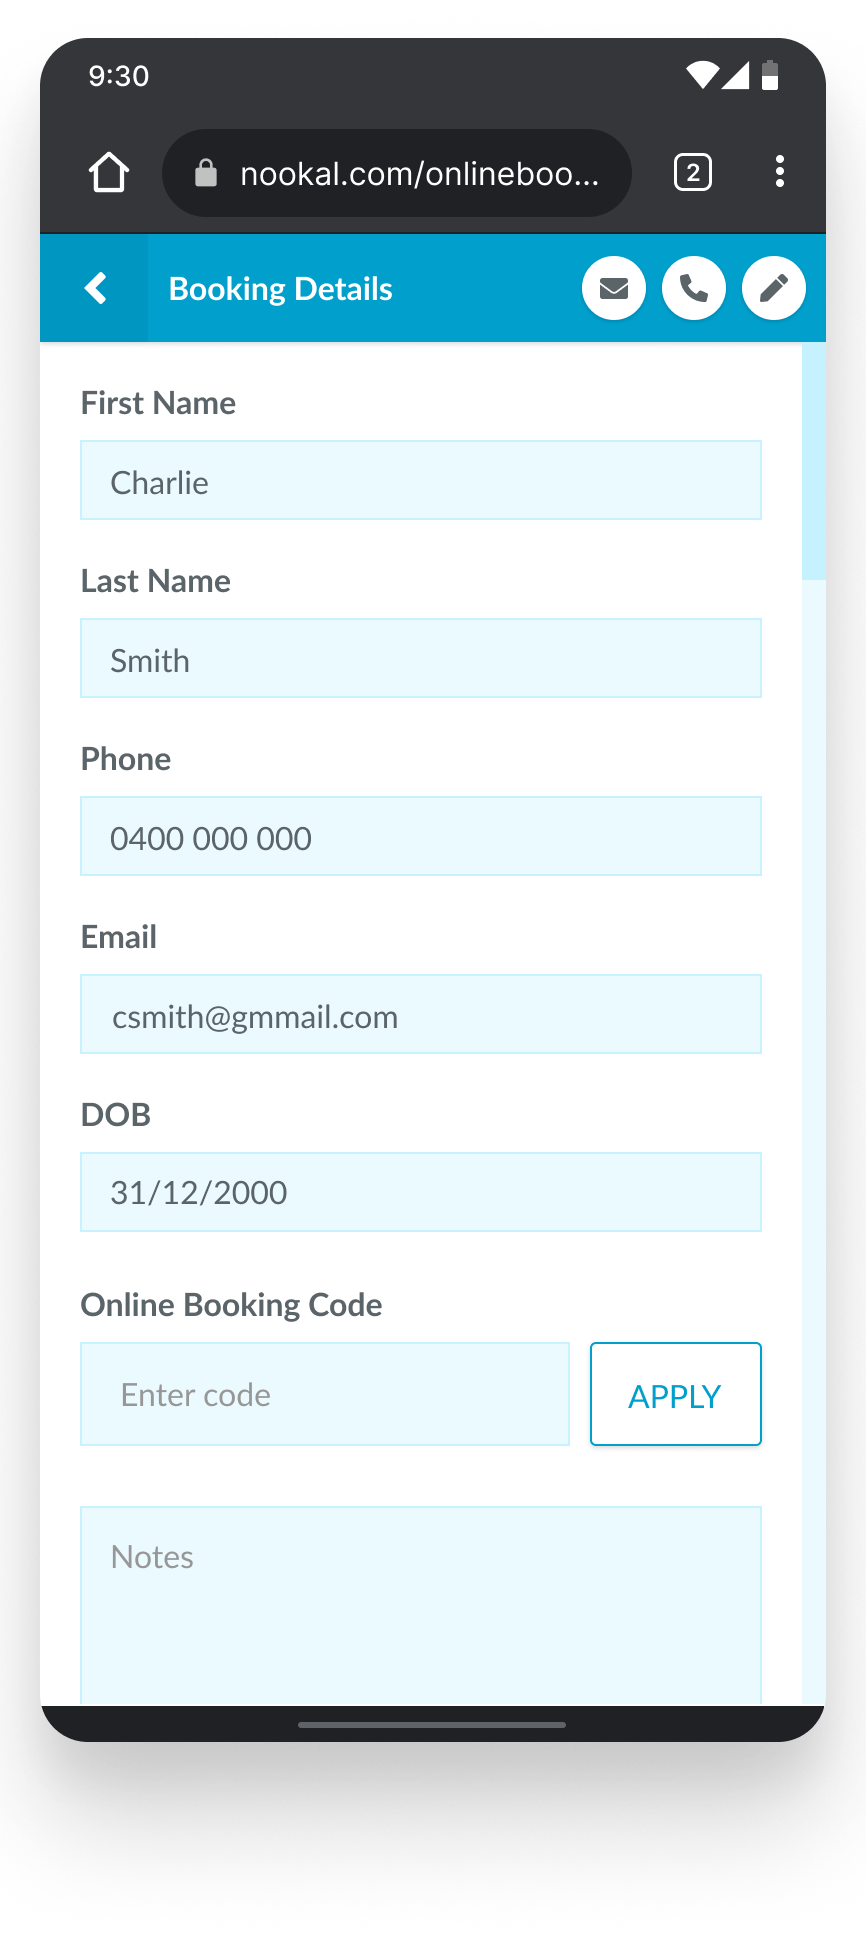 9:30
nookal.com/onlineboo...
2
Booking Details
First Name
Charlie
Last Name
Smith
Phone
0400 000 000
Email
csmith@gmmail.com
DOB
31/12/2000
Online Booking Code
Enter code
APPLY
Notes